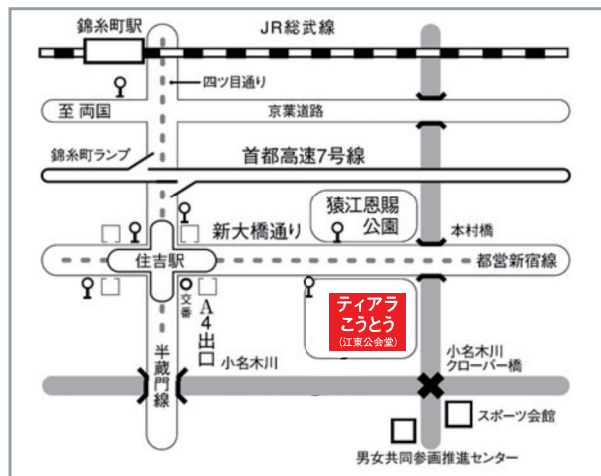 錦糸町駅
JR総武線
四ツ目通り
至 両国
京葉道路
錦糸町ランプ
首都高速7号線
猿江恩賜
公園
新大橋通り
本村橋
住吉駅
都営新宿線
交番
A4出口
ティアラ
こうとう
(江東公会堂)
半蔵門線
小名木川
小名木川
クローバー橋
スポーツ会館
男女共同参画推進センター